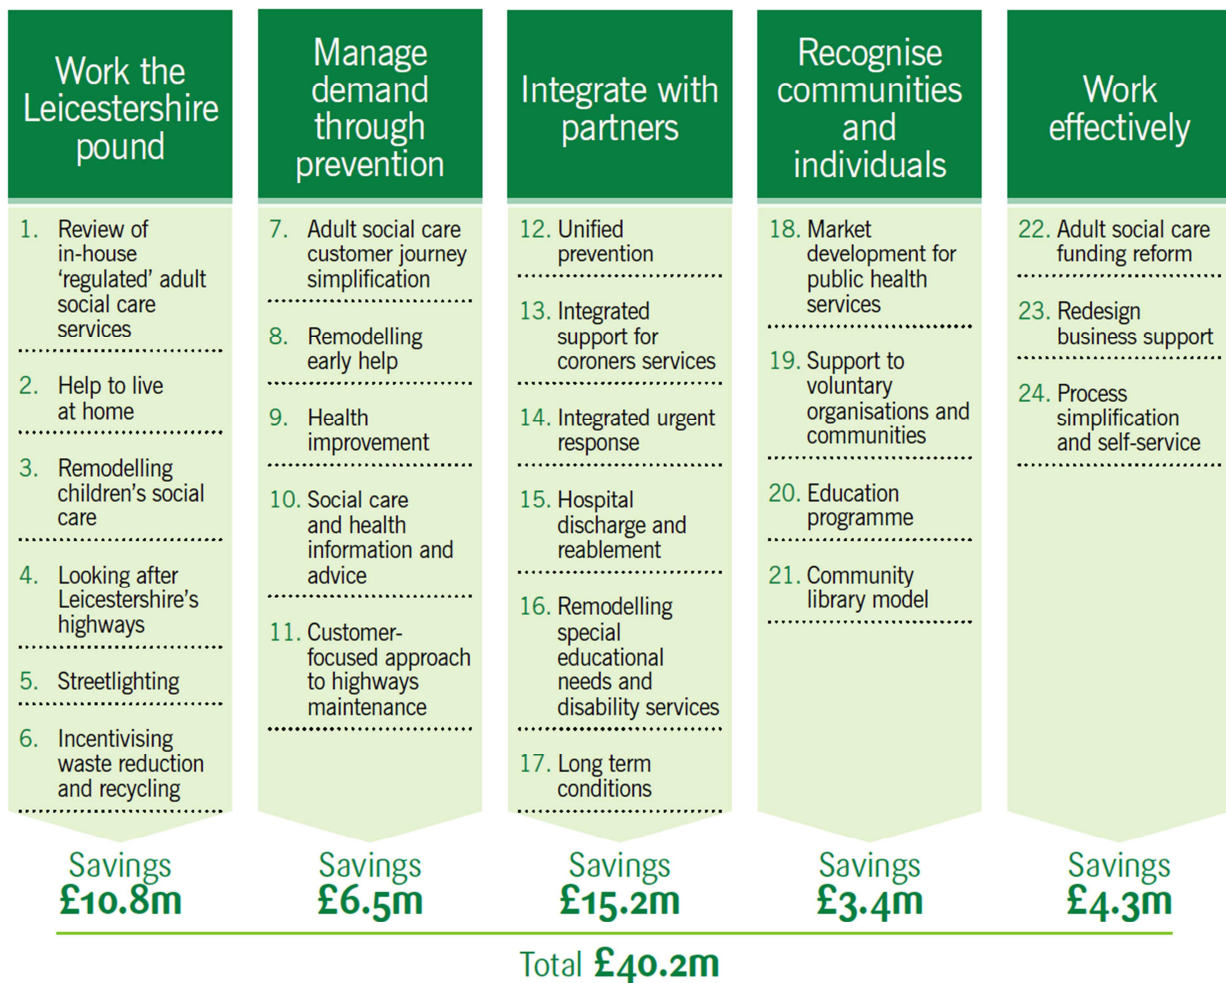 Work the
Leicestershire
pound
1. Review of
in-house
‘regulated’ adult
social care
services
2. Help to live
at home
3. Remodelling
children’s social
care
4. Looking after
Leicestershire’s
highways
5. Streetlighting
6. Incentivising
waste reduction
and recycling
Savings
£10.8m
Manage
demand
through
prevention
7. Adult social care
customer journey
simplification
8. Remodelling
early help
9. Health
improvement
10. Social care
and health
information and
advice
11. Customer-
focused approach
to highways
maintenance
Savings
£6.5m
Integrate with
partners
12. Unified
prevention
13. Integrated
support for
coroners services
14. Integrated urgent
response
15. Hospital
discharge and
reablement
16. Remodelling
special
educational
needs and
disability services
17. Long term
conditions
Savings
£15.2m
Recognise
communities
and
individuals
18. Market
development for
public health
services
19. Support to
voluntary
organisations and
communities
20. Education
programme
21. Community
library model
Savings
£3.4m
Work
effectively
22. Adult social care
funding reform
23. Redesign
business support
24. Process
simplification
and self-service
Savings
£4.3m
Total £40.2m